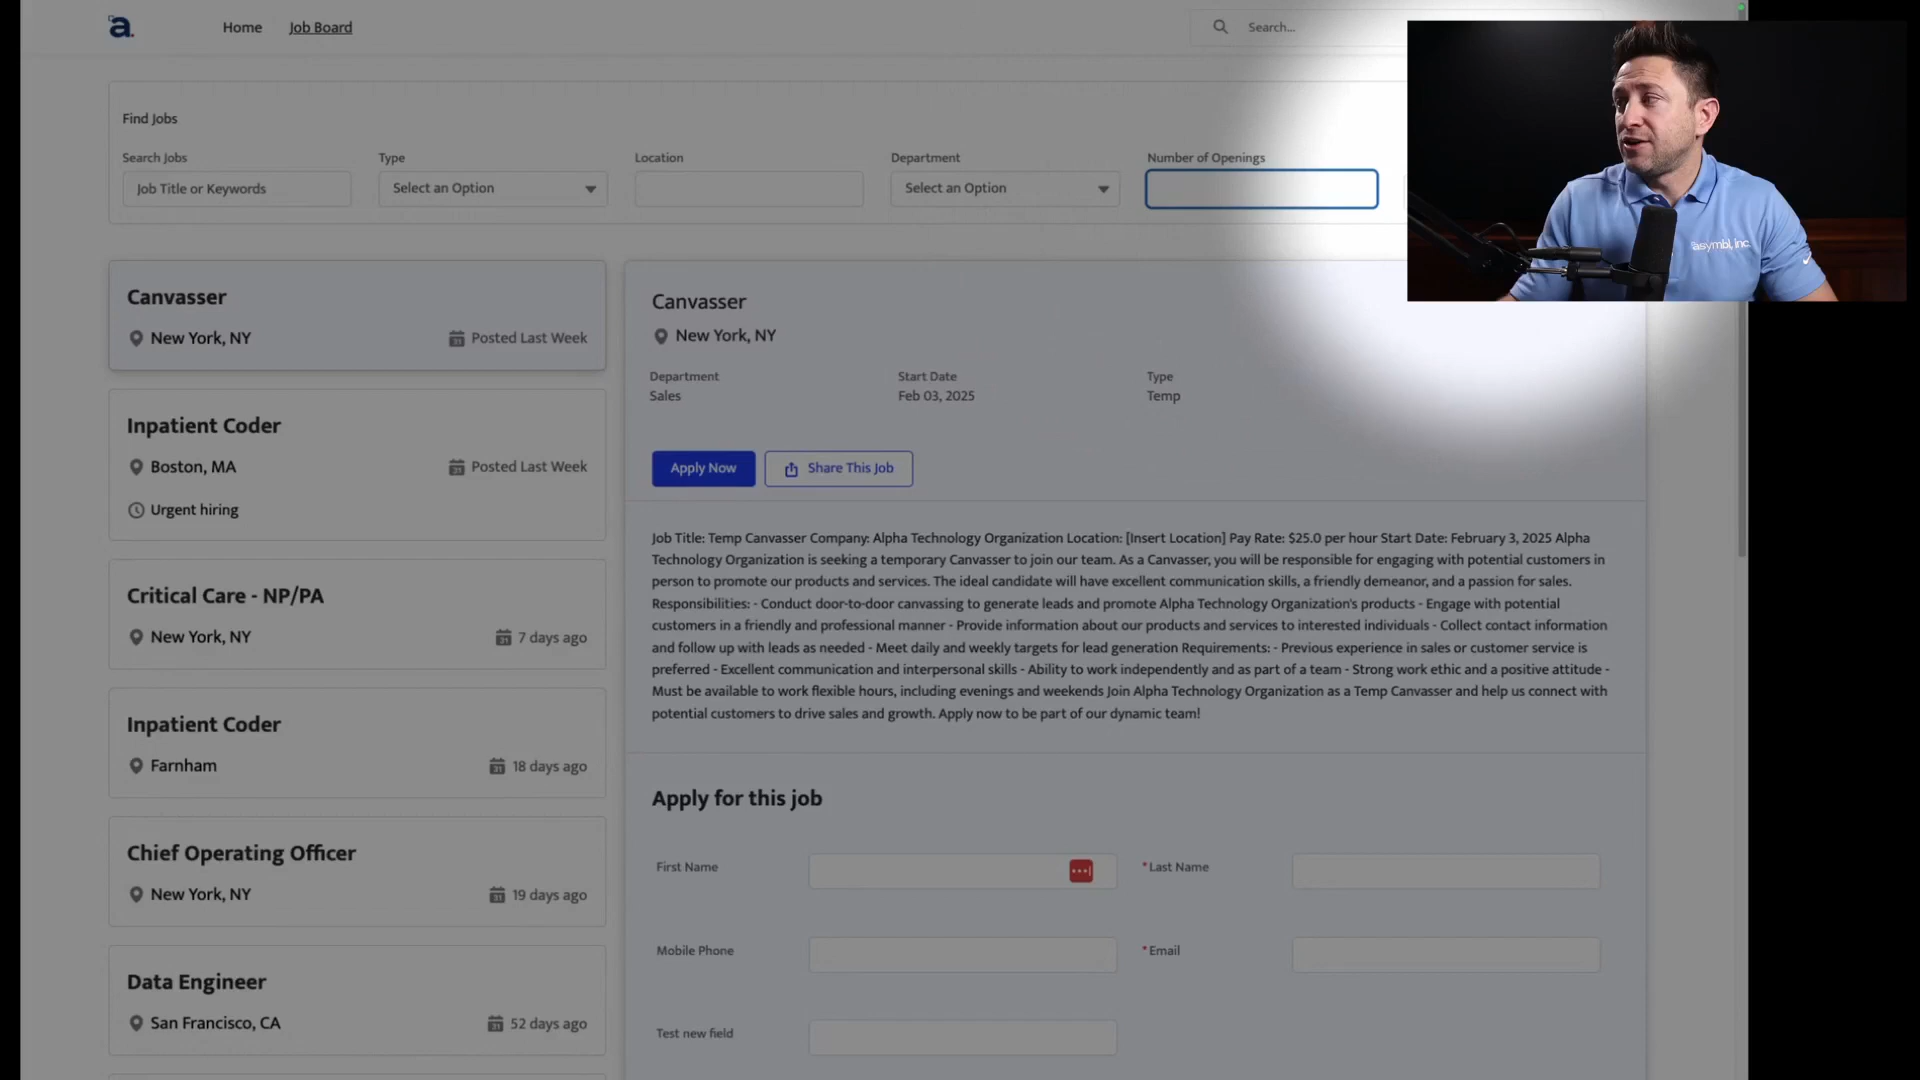 a.
Home
Job Board
Search...
Find Jobs
Search Jobs
Type
Location
Department
Number of Openings
Job Title or Keywords
Select an Option
Select an Option
asymbl, inc.
Canvasser
New York, NY
Posted Last Week
Inpatient Coder
Boston, MA
Posted Last Week
Urgent hiring
Critical Care - NP/PA
New York, NY
7 days ago
Inpatient Coder
Farnham
18 days ago
Chief Operating Officer
New York, NY
19 days ago
Data Engineer
San Francisco, CA
52 days ago
Canvasser
New York, NY
Department
Start Date
Type
Sales
Feb 03, 2025
Temp
Apply Now
Share This Job
Job Title: Temp Canvasser Company: Alpha Technology Organization Location: [Insert Location] Pay Rate: $25.0 per hour Start Date: February 3, 2025 Alpha
Technology Organization is seeking a temporary Canvasser to join our team. As a Canvasser, you will be responsible for engaging with potential customers in
person to promote our products and services. The ideal candidate will have excellent communication skills, a friendly demeanor, and a passion for sales.
Responsibilities: - Conduct door-to-door canvassing to generate leads and promote Alpha Technology Organization's products - Engage with potential
customers in a friendly and professional manner - Provide information about our products and services to interested individuals - Collect contact information
and follow up with leads as needed - Meet daily and weekly targets for lead generation Requirements: - Previous experience in sales or customer service is
preferred - Excellent communication and interpersonal skills - Ability to work independently and as part of a team - Strong work ethic and a positive attitude -
Must be available to work flexible hours, including evenings and weekends Join Alpha Technology Organization as a Temp Canvasser and help us connect with
potential customers to drive sales and growth. Apply now to be part of our dynamic team!
Apply for this job
First Name
*Last Name
Mobile Phone
*Email
Test new field